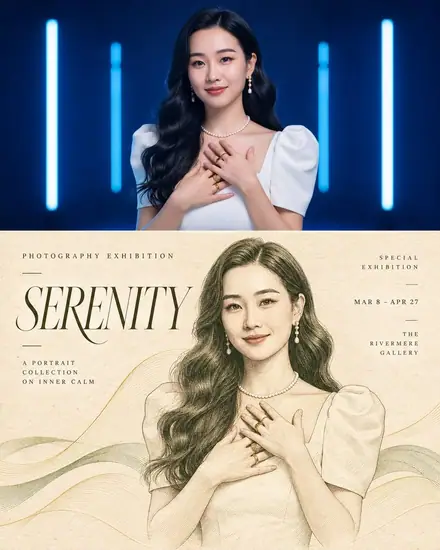 PHOTOGRAPHY EXHIBITION
SERENITY
A PORTRAIT
COLLECTION
ON INNER CALM
SPECIAL
EXHIBITION
MAR 8 - APR 27
THE
RIVERMERE
GALLERY